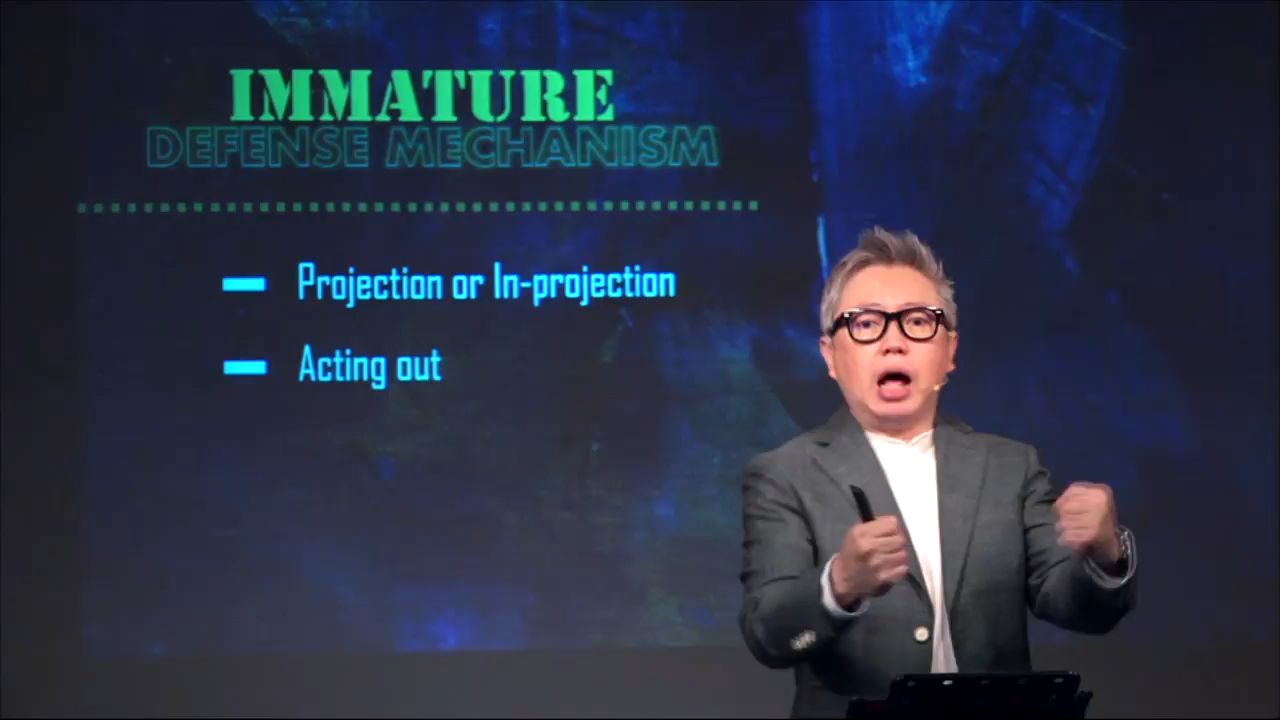 IMMATURE
DEFENSE MECHANISM
Projection or In-projection
Acting out